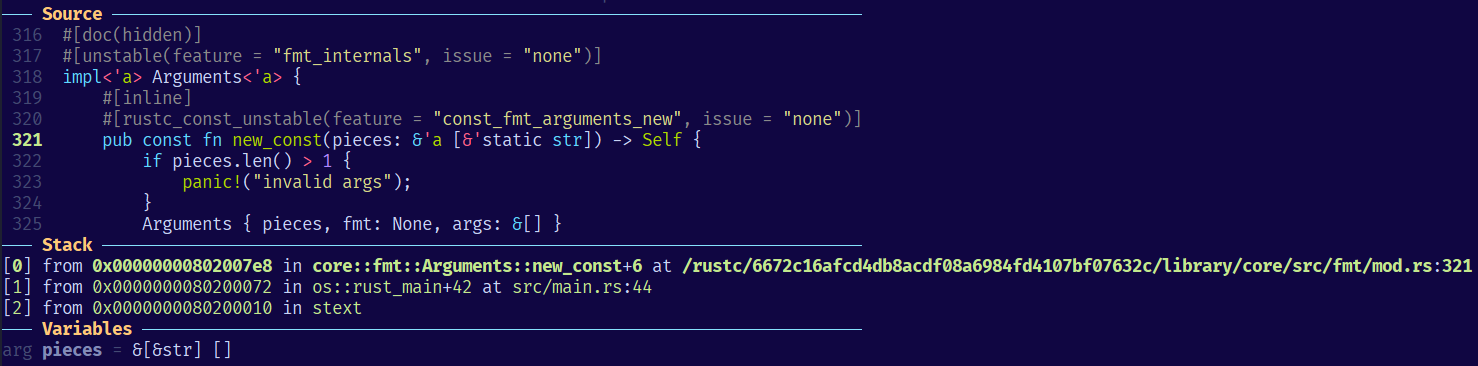 Source
316 #[doc(hidden)]
317 #[unstable(feature = "fmt_internals", issue = "none")]
318 impl<'a> Arguments<'a> {
319     #[inline]
320     #[rustc_const_unstable(feature = "const_fmt_arguments_new", issue = "none")]
321     pub const fn new_const(pieces: &'a [&'static str]) -> Self {
322         if pieces.len() > 1 {
323             panic!("invalid args");
324         }
325         Arguments { pieces, fmt: None, args: &[] }
Stack
[0] from 0x00000000802007e8 in core::fmt::Arguments::new_const+6 at /rustc/6672c16afcd4db8acdf08a6984fd4107bf07632c/library/core/src/fmt/mod.rs:321
[1] from 0x0000000080200072 in os::rust_main+42 at src/main.rs:44
[2] from 0x0000000080200010 in stext
Variables
arg pieces = &[&str] []